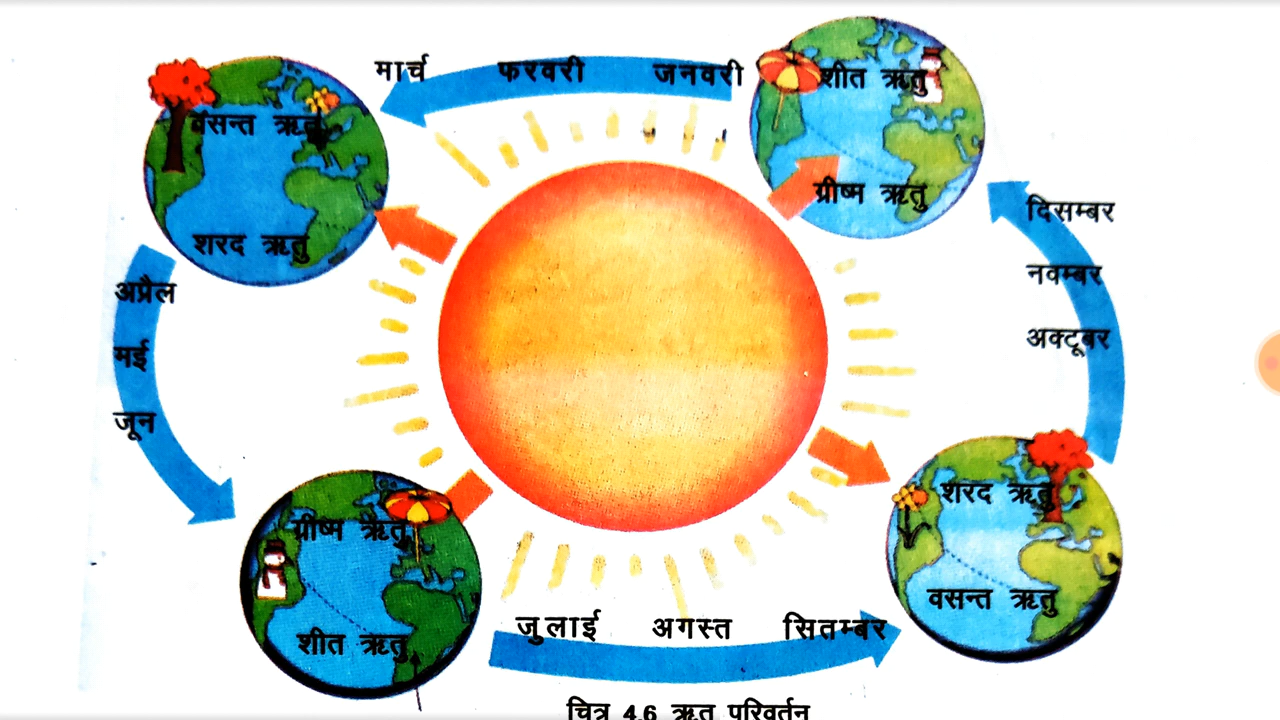 मार्च फरवरी जनवरी
वसन्त ऋतु
शरद ऋतु
शीत ऋतु
ग्रीष्म ऋतु
दिसम्बर
नवम्बर
अक्टूबर
अप्रैल
मई
जून
ग्रीष्म ऋतु
शीत ऋतु
शरद ऋतु
वसन्त ऋतु
जुलाई अगस्त सितम्बर
चित्र 4.6 ऋतु परिवर्तन